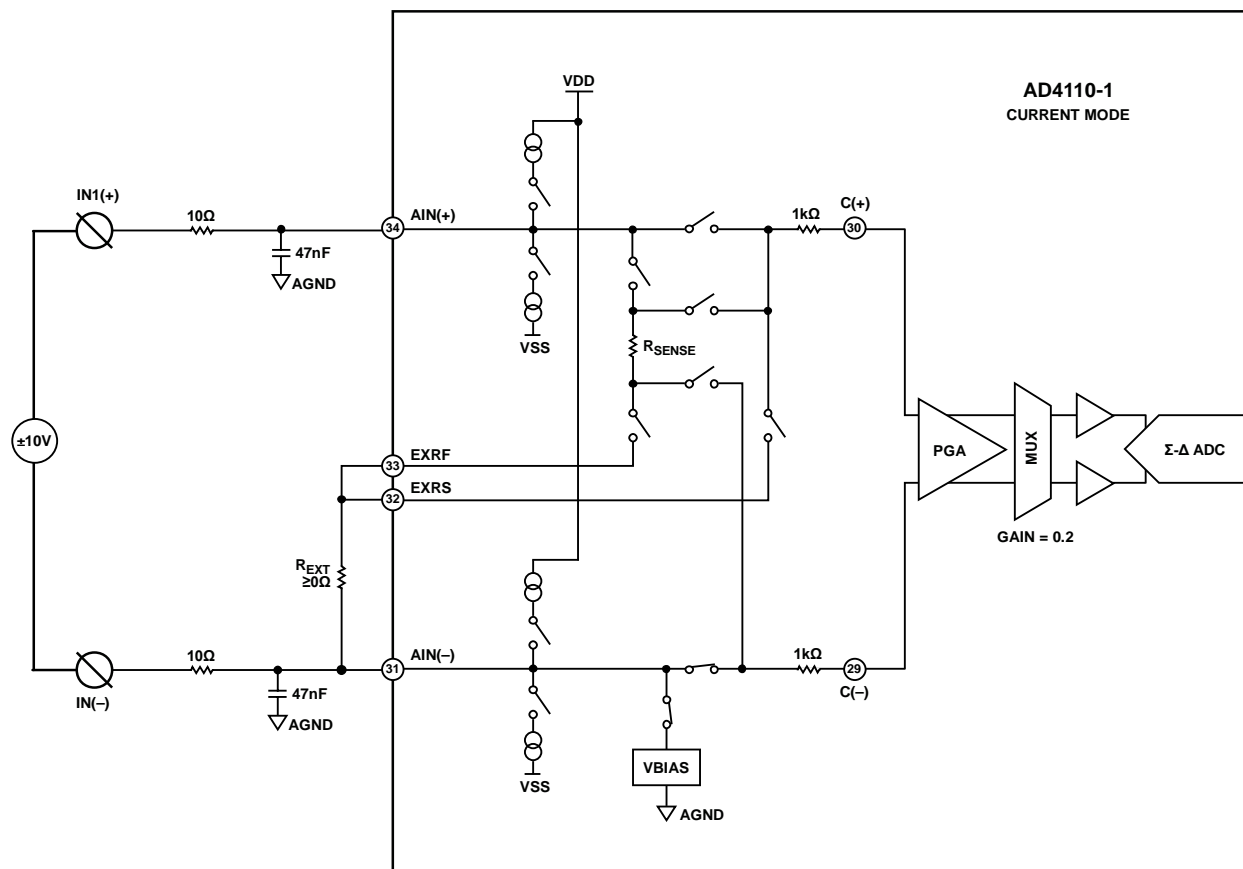 AD4110-1
CURRENT MODE
VDD
IN1(+)
10Ω
34
AIN(+)
47nF
AGND
VSS
1kΩ
C(+)
30
RSENSE
±10V
33
EXRF
32
EXRS
PGA
MUX
Σ-Δ ADC
GAIN = 0.2
REXT
≥0Ω
10Ω
31
AIN(–)
1kΩ
29
C(–)
IN(–)
47nF
AGND
VSS
VBIAS
AGND